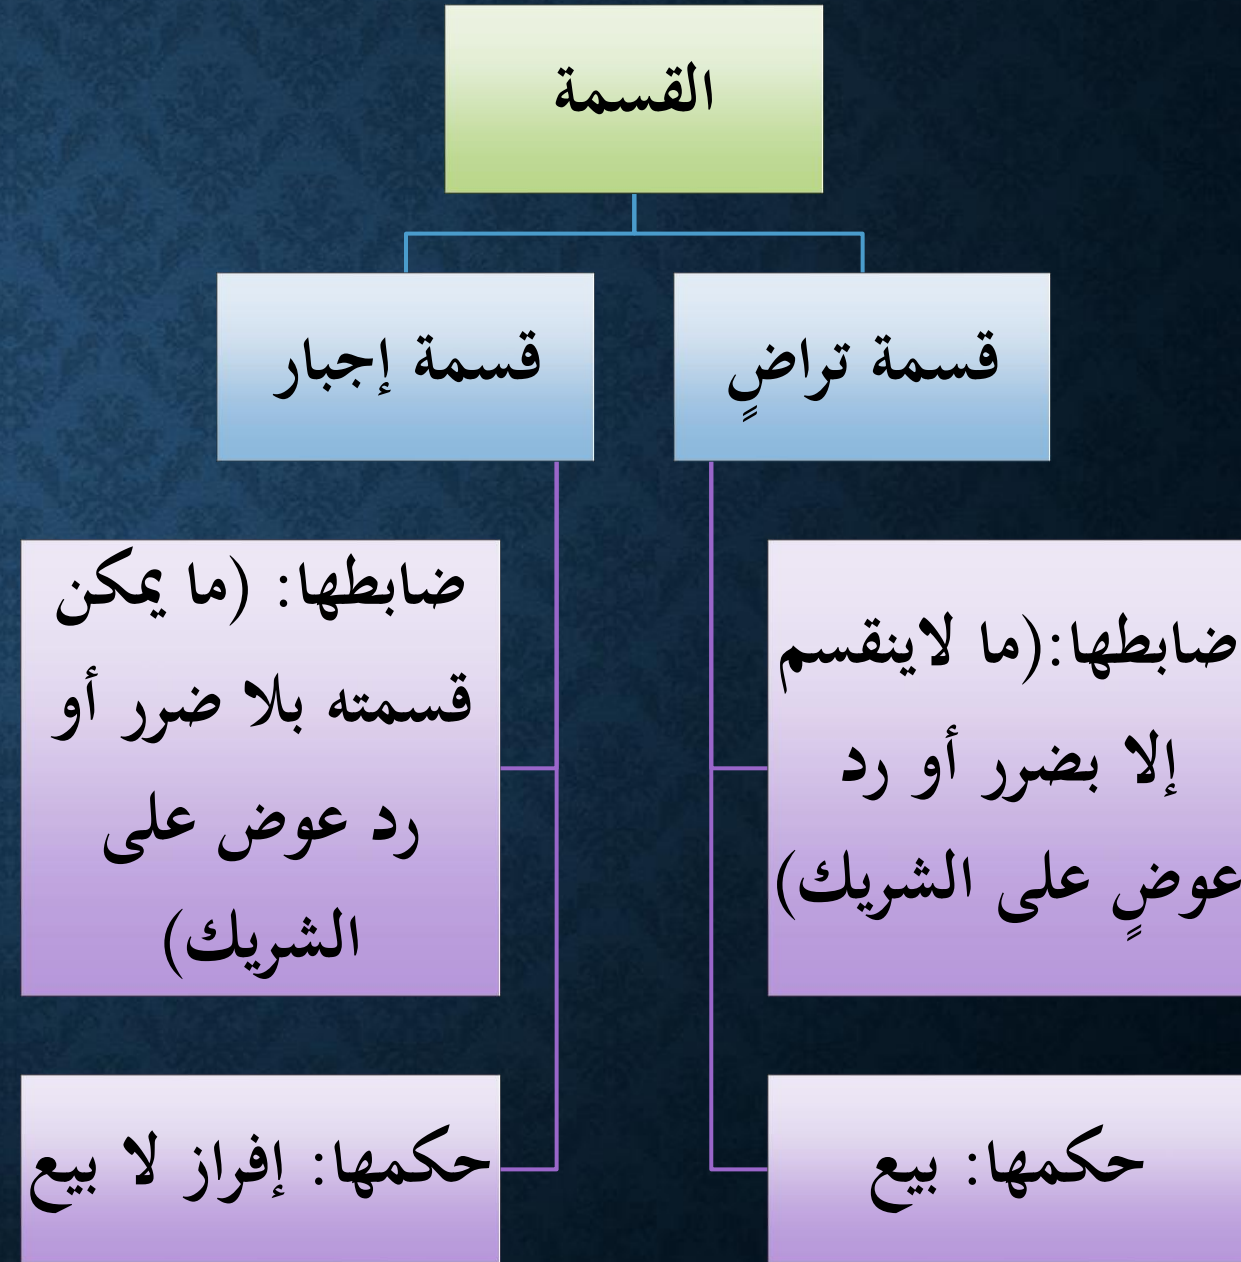 القسمة
قسمة تراضٍ
قسمة إجبار
ضابطها:(ما لاينقسم
إلا بضرر أو رد
عوضٍ على الشريك)
حكمها: بيع
ضابطها: (ما يمكن
قسمته بلا ضرر أو
رد عوض على
الشريك)
حكمها: إفراز لا بيع